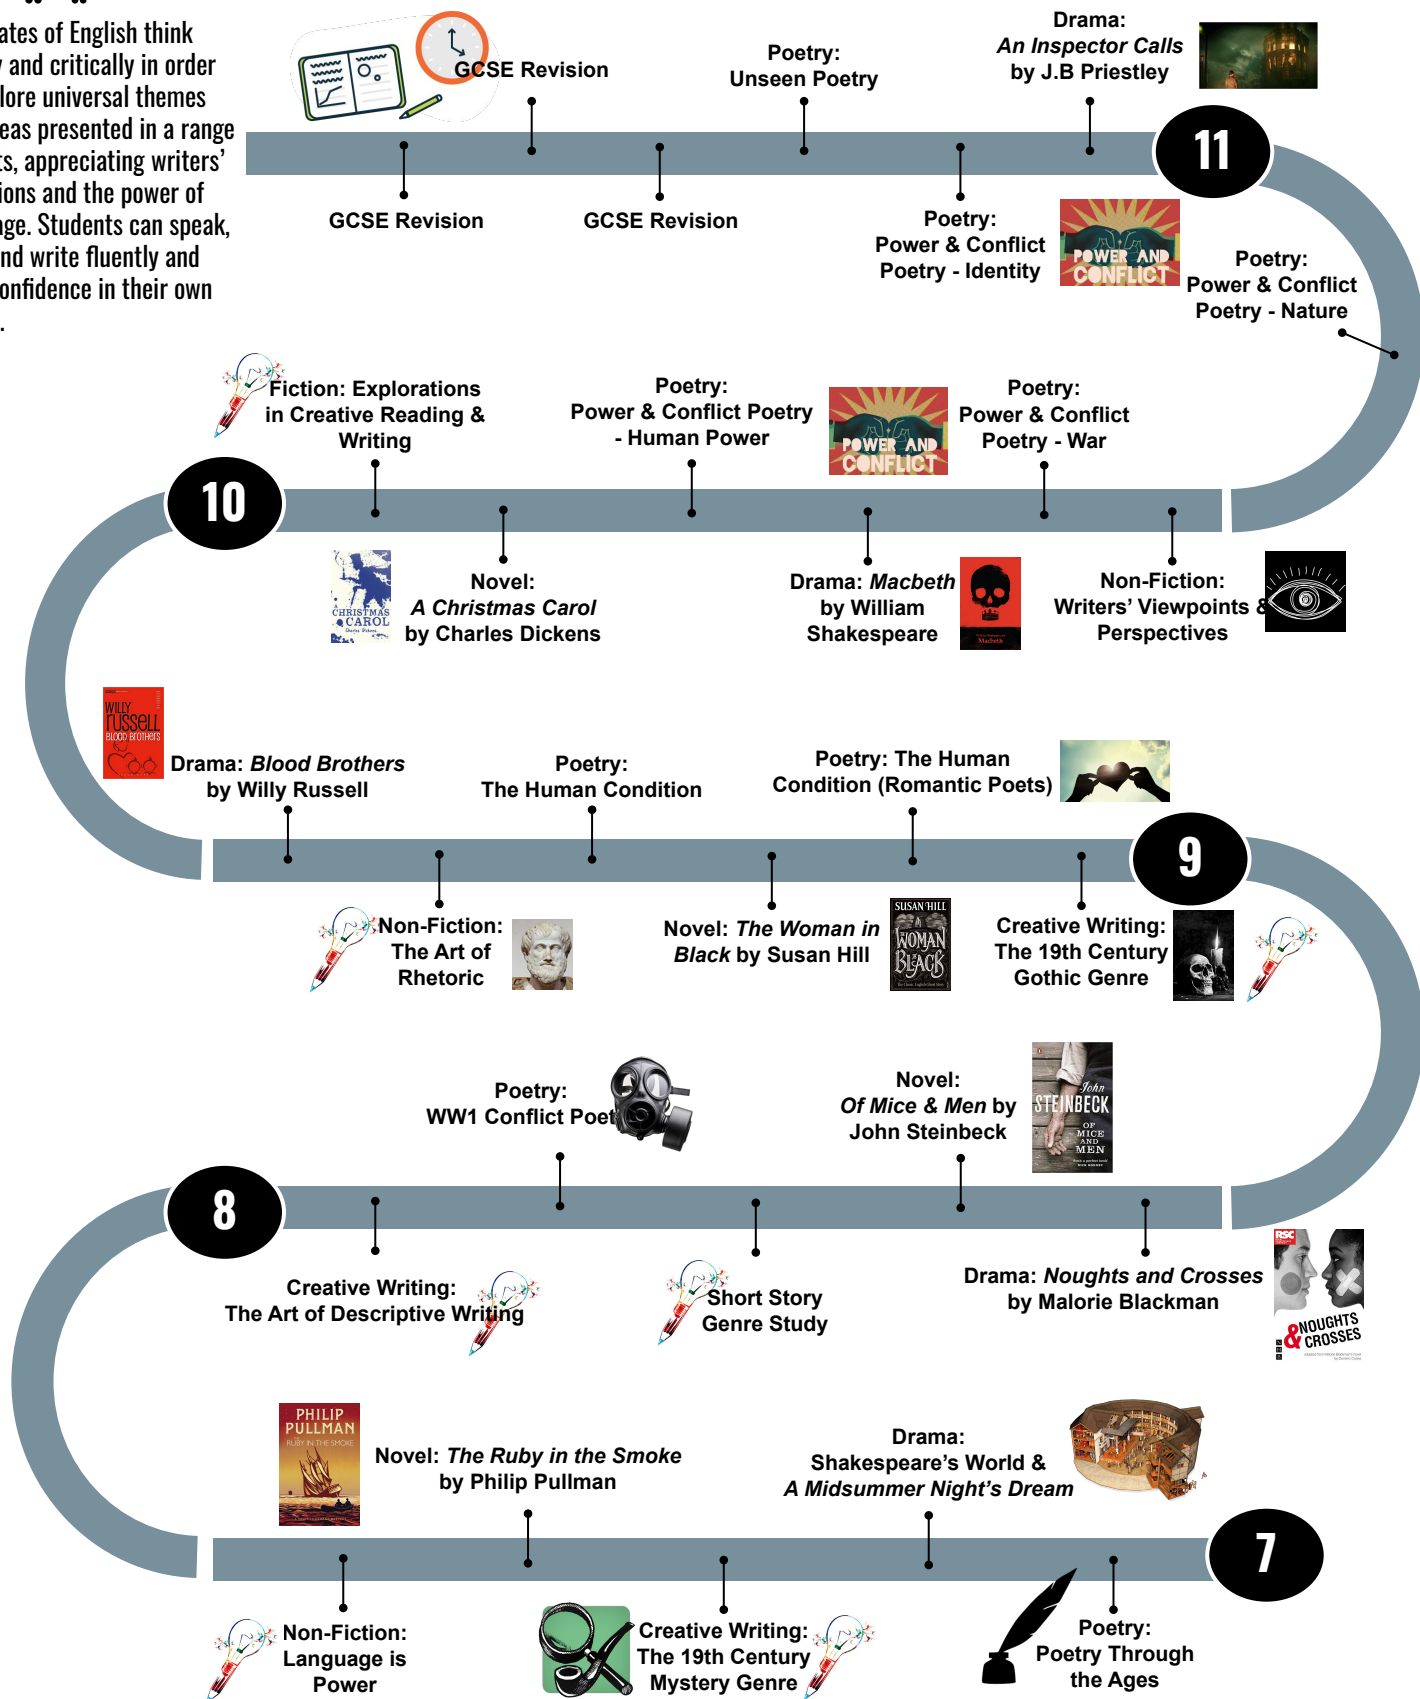 ates of English think
and critically in order
lore universal themes
eas presented in a range
ts, appreciating writers'
ions and the power of
age. Students can speak,
nd write fluently and
onfidence in their own
.
GCSE Revision
Poetry:
Unseen Poetry
Drama:
An Inspector Calls
by J.B Priestley
11
GCSE Revision
GCSE Revision
Poetry:
Power & Conflict
Poetry - Identity
POWER AND
CONFLICT
Poetry:
Power & Conflict
Poetry - Nature
Fiction: Explorations
in Creative Reading &
Writing
Poetry:
Power & Conflict Poetry
- Human Power
POWER AND
CONFLICT
Poetry:
Power & Conflict
Poetry - War
10
A
CHRISTMAS
CAROL
Charles Dickens
Novel:
A Christmas Carol
by Charles Dickens
Drama: Macbeth
by William
Shakespeare
Macbeth
Non-Fiction:
Writers' Viewpoints &
Perspectives
WILLY
russell
BLOOD BROTHERS
Drama: Blood Brothers
by Willy Russell
Poetry:
The Human Condition
Poetry: The Human
Condition (Romantic Poets)
9
Non-Fiction:
The Art of
Rhetoric
Novel: The Woman in
Black by Susan Hill
SUSAN HILL
WOMAN
BLACK
Creative Writing:
The 19th Century
Gothic Genre
Poetry:
WW1 Conflict Poet
Novel:
Of Mice & Men by
John Steinbeck
John
STEINBECK
OF
MICE
AND
MEN
8
Creative Writing:
The Art of Descriptive Writing
Short Story
Genre Study
Drama: Noughts and Crosses
by Malorie Blackman
RSC
NOUGHTS
& CROSSES
PHILIP
PULLMAN
RUBY IN THE SMOKE
Novel: The Ruby in the Smoke
by Philip Pullman
Drama:
Shakespeare's World &
A Midsummer Night's Dream
7
Non-Fiction:
Language is
Power
Creative Writing:
The 19th Century
Mystery Genre
Poetry:
Poetry Through
the Ages